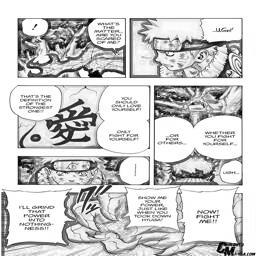 ...Wow!
WHAT'S
THE
MATTER...
ARE YOU
SCARED
OF ME!
!
WHETHER
YOU FIGHT
FOR
YOURSELF...
...OR
FOR
OTHERS...
UGH...
YOU
SHOULD
ONLY LOVE
YOURSELF!
ONLY
FIGHT FOR
YOURSELF!
愛
THAT'S THE
DEFINITION
OF THE
STRONGEST
ONE!
NOW!
FIGHT
ME!!
SHOW ME
YOUR
POWER,
JUST LIKE
WHEN YOU
TOOK DOWN
HYUGA!
I'LL GRIND
THAT
POWER
INTO
NOTHING-
NESS!!